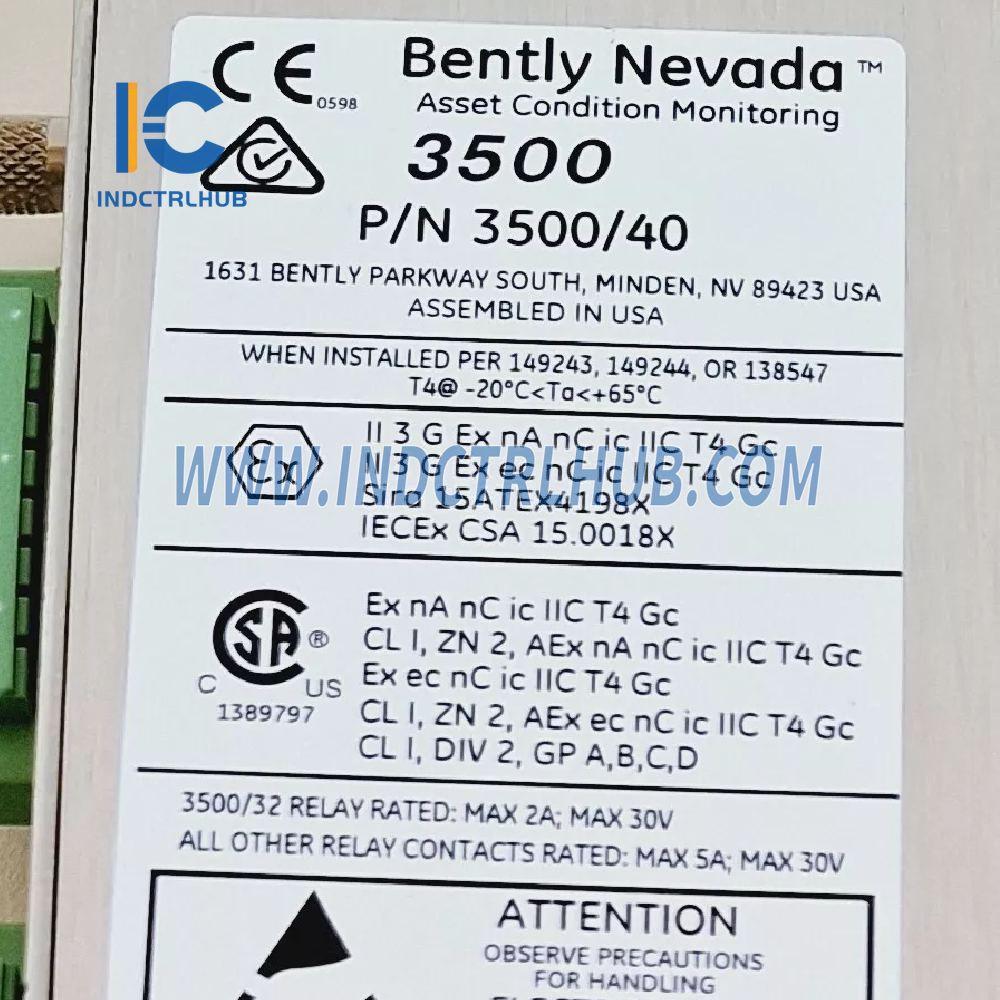 Bently Nevada™
Asset Condition Monitoring
CE 0598
3500
P/N 3500/40
IC
INDCTRLHUB
1631 BENTLY PARKWAY SOUTH, MINDEN, NV 89423 USA
ASSEMBLED IN USA
WHEN INSTALLED PER 149243, 149244, OR 138547
T4@ -20°C<Ta<+65°C
Ex
II 3 G Ex nA nC ic IIC T4 Gc
II 3 G Ex ec nC ic IIC T4 Gc
WWW.INDCTRLHUB.COM
Sira 15ATEX4198X
IECEx CSA 15.0018X
Ex nA nC ic IIC T4 Gc
CL I, ZN 2, AEx nA nC ic IIC T4 Gc
SA®
Ex ec nC ic IIC T4 Gc
C US
1389797
CL I, ZN 2, AEx ec nC ic IIC T4 Gc
CL I, DIV 2, GP A,B,C,D
3500/32 RELAY RATED: MAX 2A; MAX 30V
ALL OTHER RELAY CONTACTS RATED: MAX 5A; MAX 30V
ATTENTION
OBSERVE PRECAUTIONS
FOR HANDLING